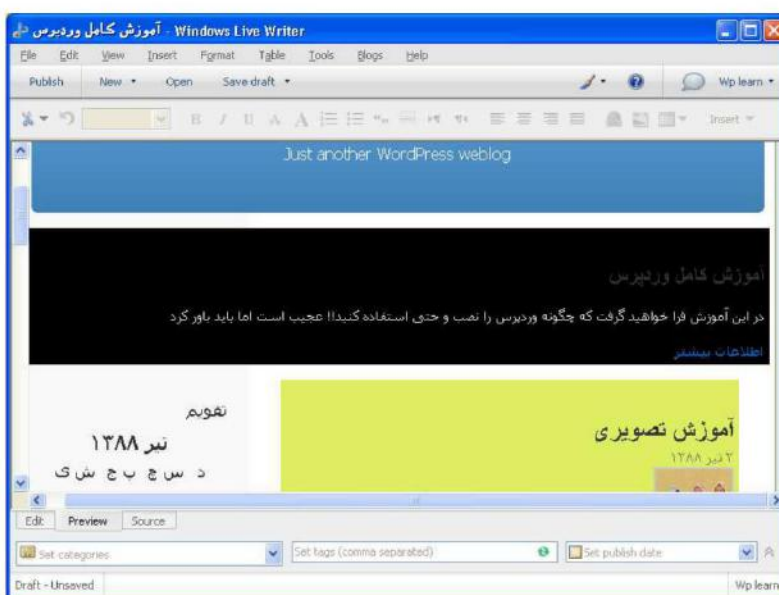 آموزش کامل وردپرس - Windows Live Writer
File Edit View Insert Format Table Tools Blogs Help
Publish New Open Save draft Wp learn
B I U A A Insert
Just another WordPress weblog
آموزش کامل وردپرس
در این آموزش فرا خواهید گرفت که چگونه وردپرس را نصب و حتی استفاده کنید!! عجیب است اما باید باور کرد
اطلاعات بیشتر
آموزش تصویری
۲ تیر ۱۳۸۸
تقویم
تیر ۱۳۸۸
د س چ پ ج ش ی
Edit Preview Source
Set categories Set tags (comma separated) Set publish date
Draft - Unsaved Wp learn